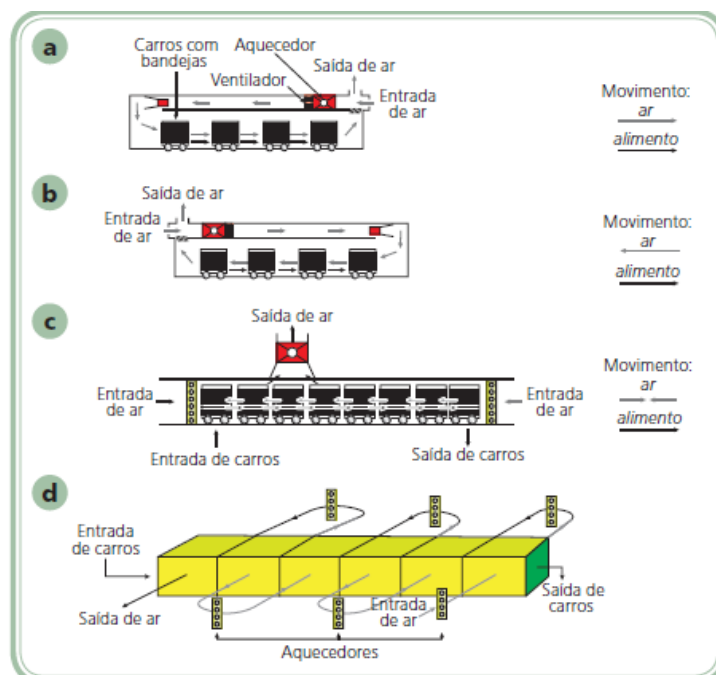 a
Carros com
bandejas
Aquecedor
Ventilador
Saída de ar
Entrada
de ar
Movimento:
ar
alimento
b
Saída de ar
Entrada
de ar
Movimento:
ar
alimento
c
Saída de ar
Entrada
de ar
Entrada
de ar
Entrada de carros
Saída de carros
Movimento:
ar
alimento
d
Entrada
de carros
Saída de ar
Entrada
de ar
Saída de
carros
Aquecedores